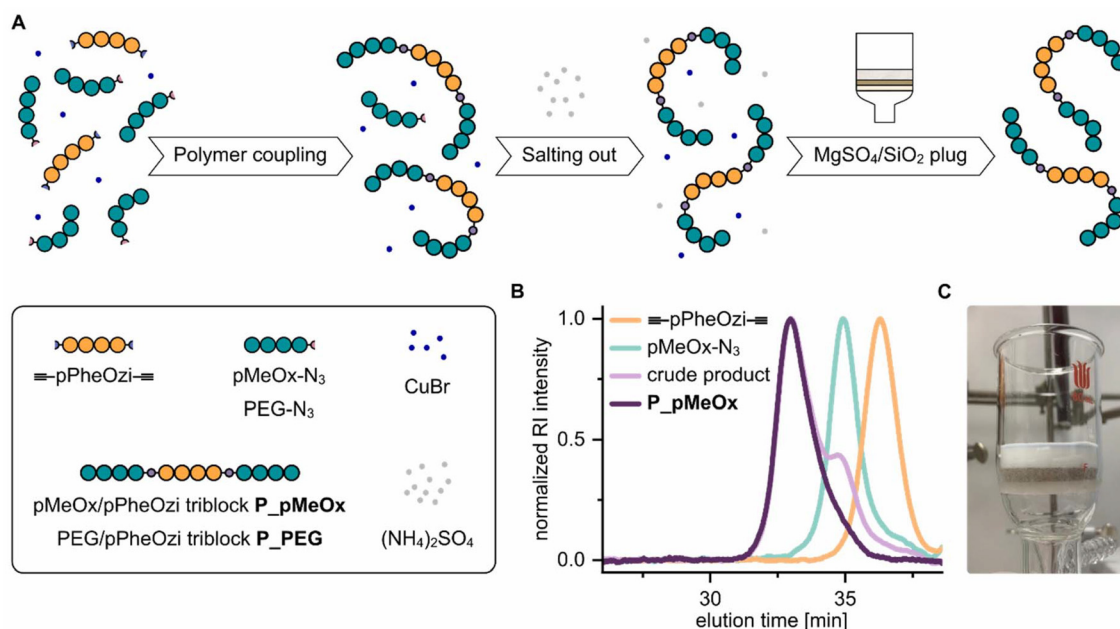 A
Polymer coupling
Salting out
MgSO₄/SiO₂ plug
pPheOzi
pMeOx-N₃
PEG-N₃
CuBr
pMeOx/pPheOzi triblock P_pMeOx
PEG/pPheOzi triblock P_PEG
(NH4)₂SO₄
B
pPheOzi
pMeOx-N₃
crude product
P_pMeOx
normalized RI intensity
1.0
0.5
0.0
30
35
elution time [min]
C